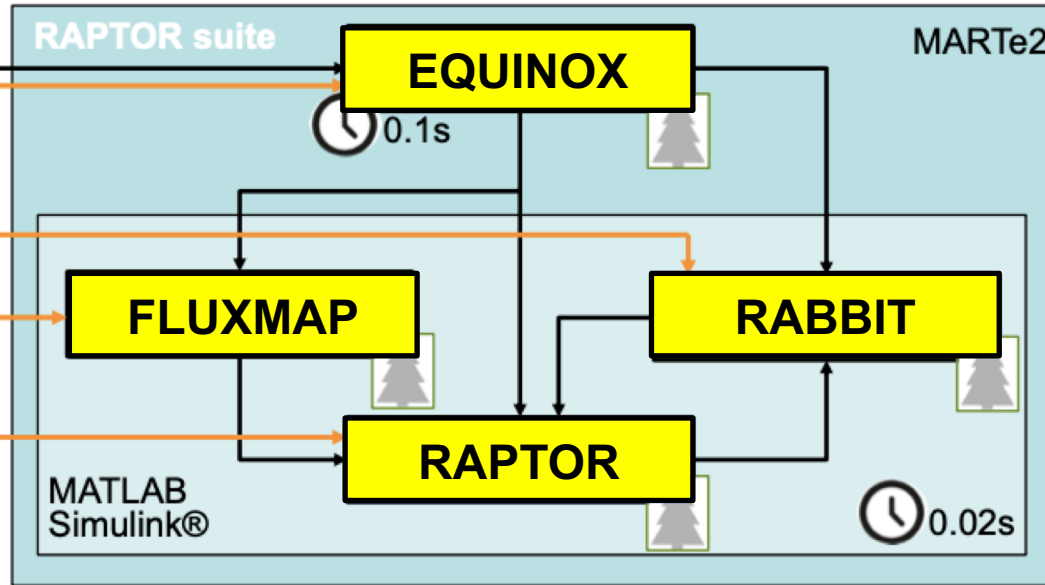 RAPTOR suite
EQUINOX
MARTe2
0.1s
FLUXMAP
RABBIT
RAPTOR
MATLAB
Simulink®
0.02s